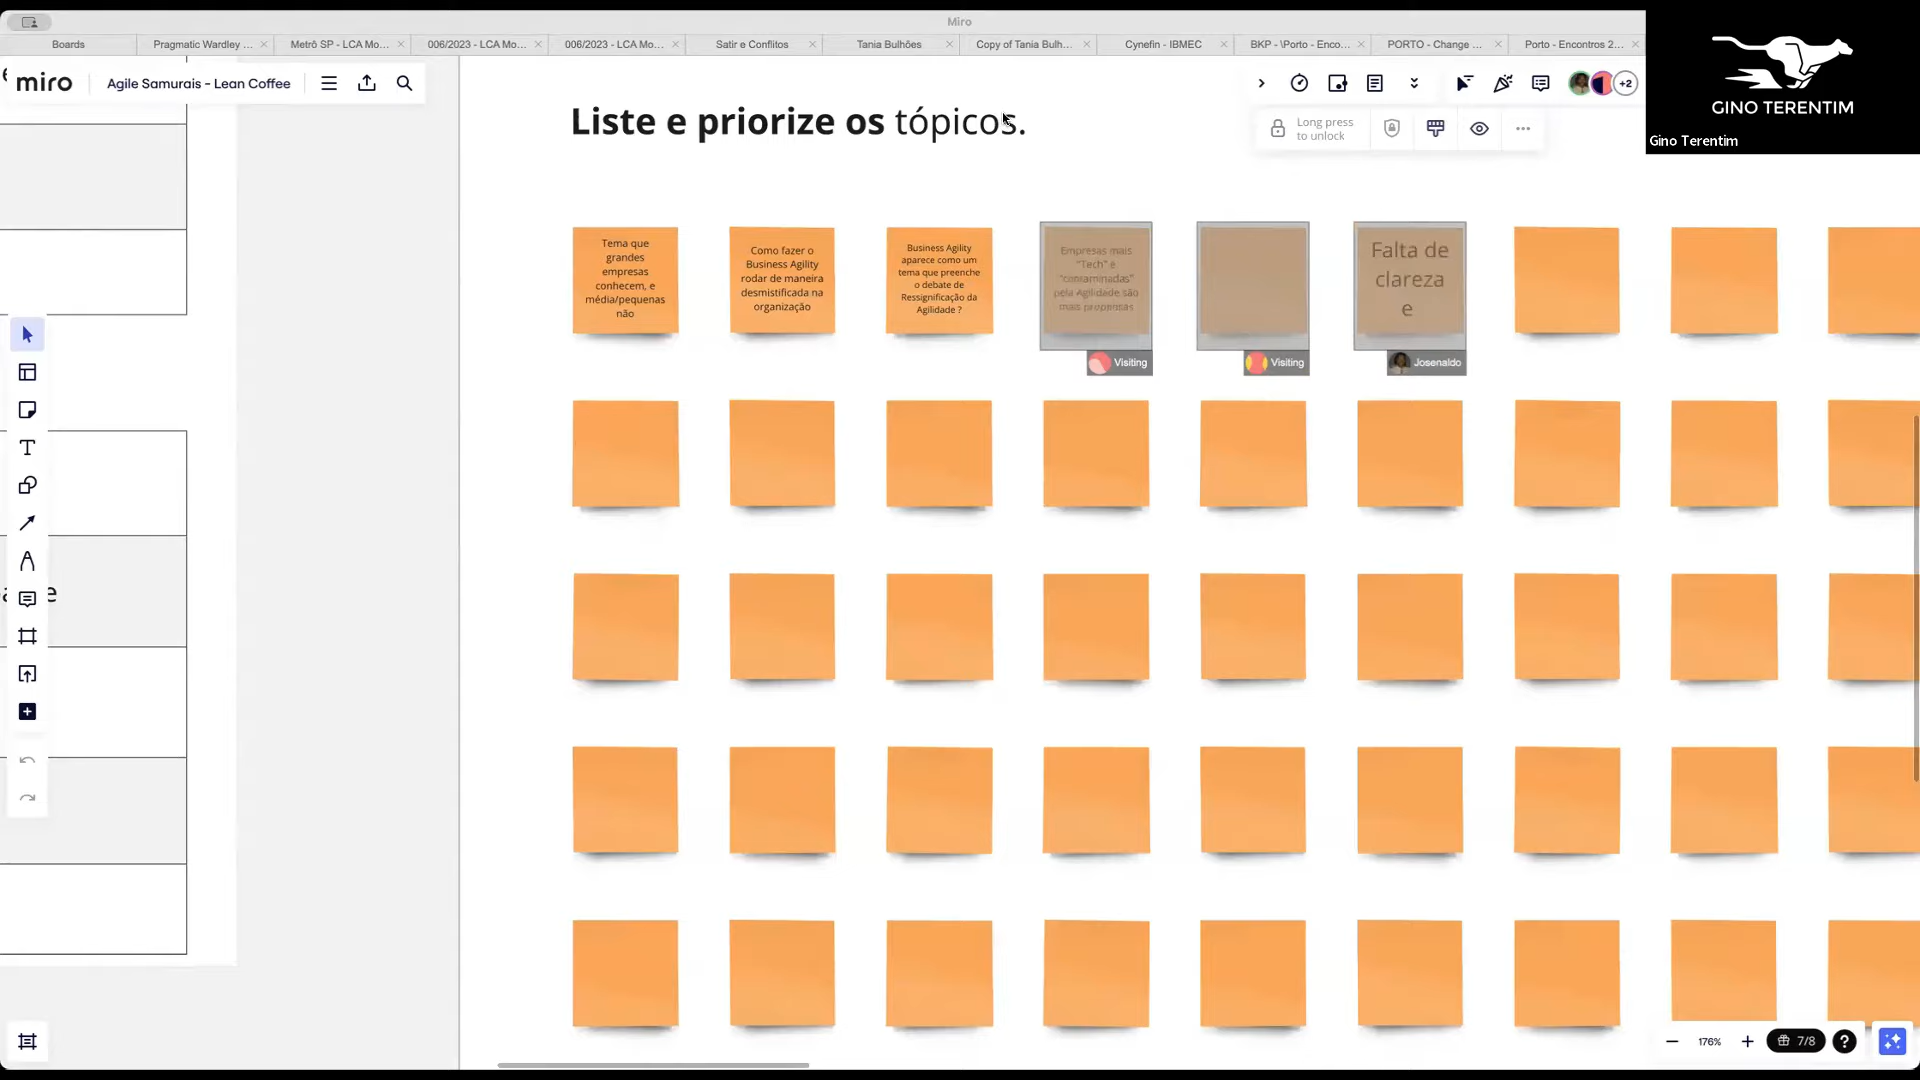 Miro
Boards
Pragmatic Wardley ...
Metrô SP - LCA Mo...
006/2023 - LCA Mo...
006/2023 - LCA Mo...
Satir e Conflitos
Tania Bulhões
Copy of Tania Bulh...
Cynefin - IBMEC
BKP - \Porto - Enco...
PORTO - Change ...
Porto - Encontros 2...
miro
Agile Samurais - Lean Coffee
+2
GINO TERENTIM
Gino Terentim
Long press
to unlock
Liste e priorize os tópicos.
Tema que
grandes
empresas
conhecem, e
média/pequenas
não
Como fazer o
Business Agility
rodar de maneira
desmistificada na
organização
Business Agility
aparece como um
tema que preenche
o debate de
Ressignificação da
Agilidade ?
Empresas mais
"Tech" e
"contaminadas"
pela Agilidade são
mais propensas
Falta de
clareza
e
Visiting
Visiting
Josenaldo
e
176%
7/8